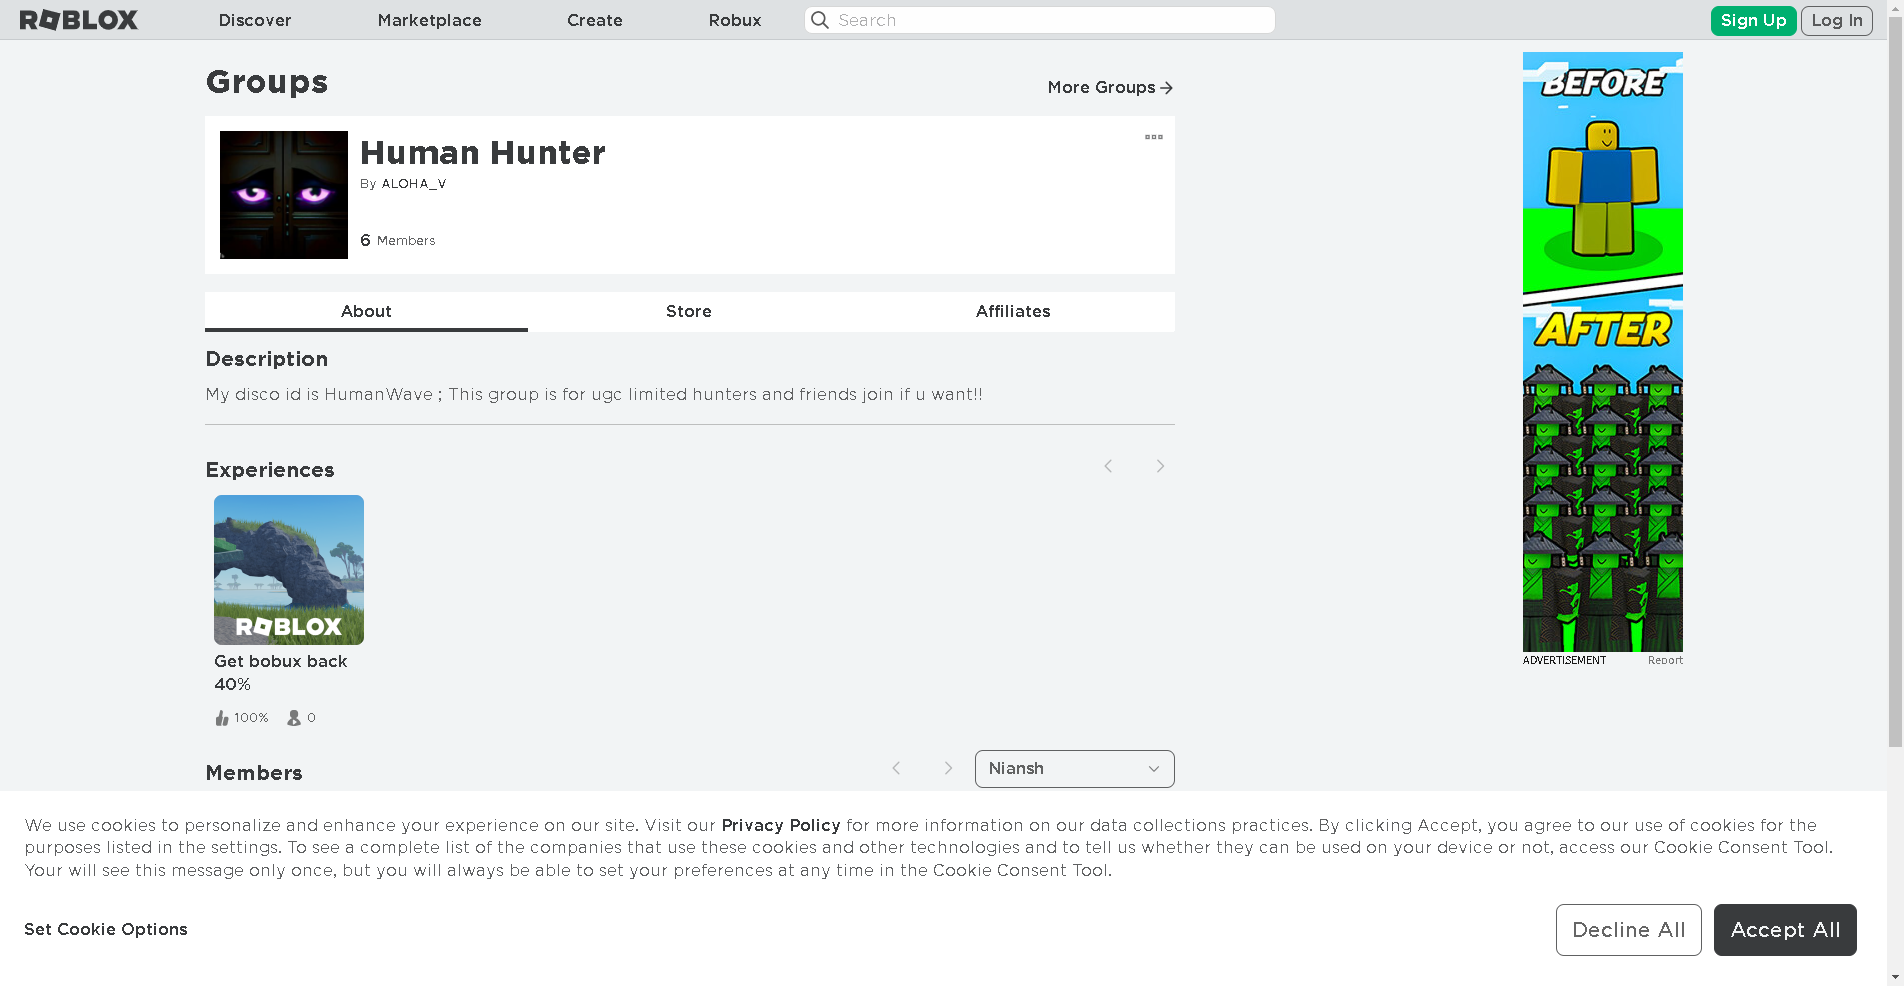 ROBLOX
Discover
Marketplace
Create
Robux
Search
Sign Up
Log In
Groups
More Groups
Human Hunter
By ALOHA_V
6 Members
About
Store
Affiliates
Description
My disco id is HumanWave ; This group is for ugc limited hunters and friends join if u want!!
Experiences
ROBLOX
Get bobux back
40%
100%
0
Members
Niansh
BEFORE
AFTER
ADVERTISEMENT
Report
We use cookies to personalize and enhance your experience on our site. Visit our Privacy Policy for more information on our data collections practices. By clicking Accept, you agree to our use of cookies for the
purposes listed in the settings. To see a complete list of the companies that use these cookies and other technologies and to tell us whether they can be used on your device or not, access our Cookie Consent Tool.
Your will see this message only once, but you will always be able to set your preferences at any time in the Cookie Consent Tool.
Set Cookie Options
Decline All
Accept All